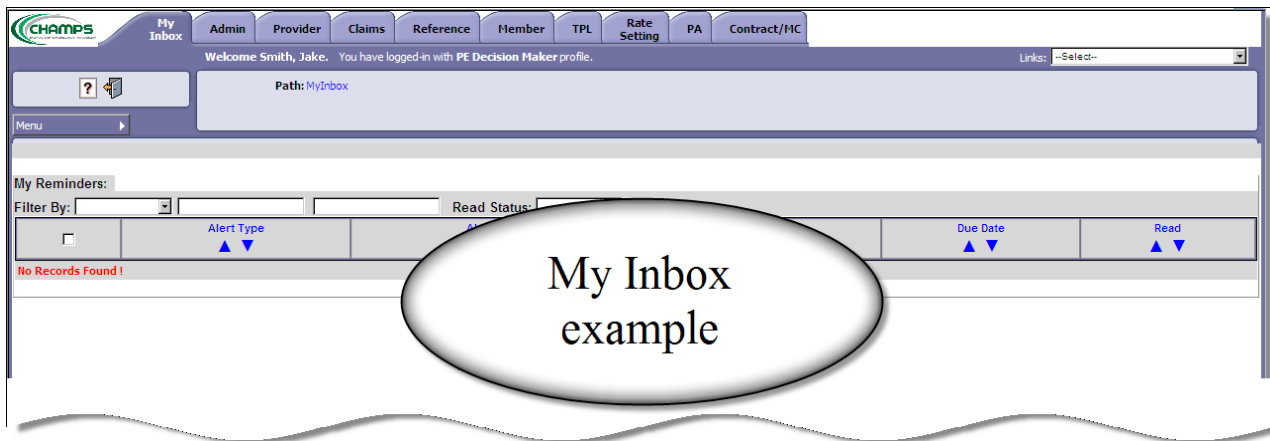 CHAMPS
My Inbox
Admin
Provider
Claims
Reference
Member
TPL
Rate Setting
PA
Contract/MC
Welcome Smith, Jake. You have logged-in with PE Decision Maker profile.
Links: --Select--
?
Path: MyInbox
Menu
My Reminders:
Filter By:
Read Status:
Alert Type
Due Date
Read
No Records Found !
My Inbox
example